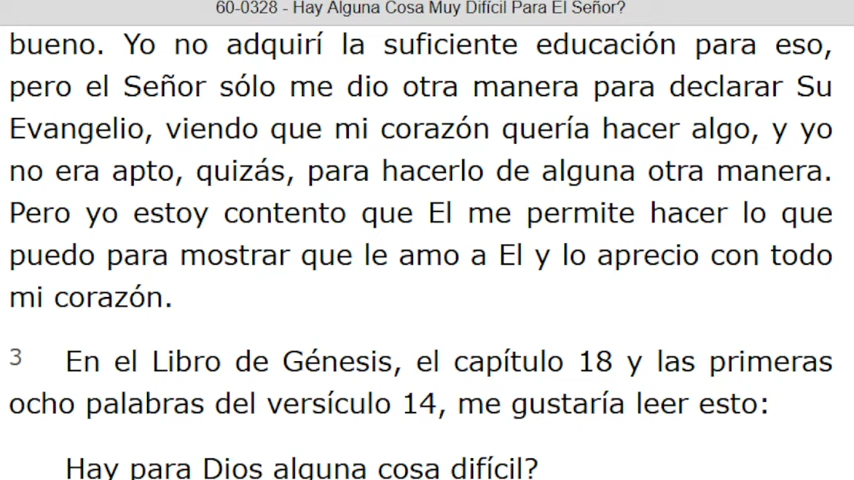 60-0328 - Hay Alguna Cosa Muy Difícil Para El Señor?
bueno. Yo no adquirí la suficiente educación para eso,
pero el Señor sólo me dio otra manera para declarar Su
Evangelio, viendo que mi corazón quería hacer algo, y yo
no era apto, quizás, para hacerlo de alguna otra manera.
Pero yo estoy contento que El me permite hacer lo que
puedo para mostrar que le amo a El y lo aprecio con todo
mi corazón.
3 En el Libro de Génesis, el capítulo 18 y las primeras
ocho palabras del versículo 14, me gustaría leer esto:
Hay para Dios alguna cosa difícil?